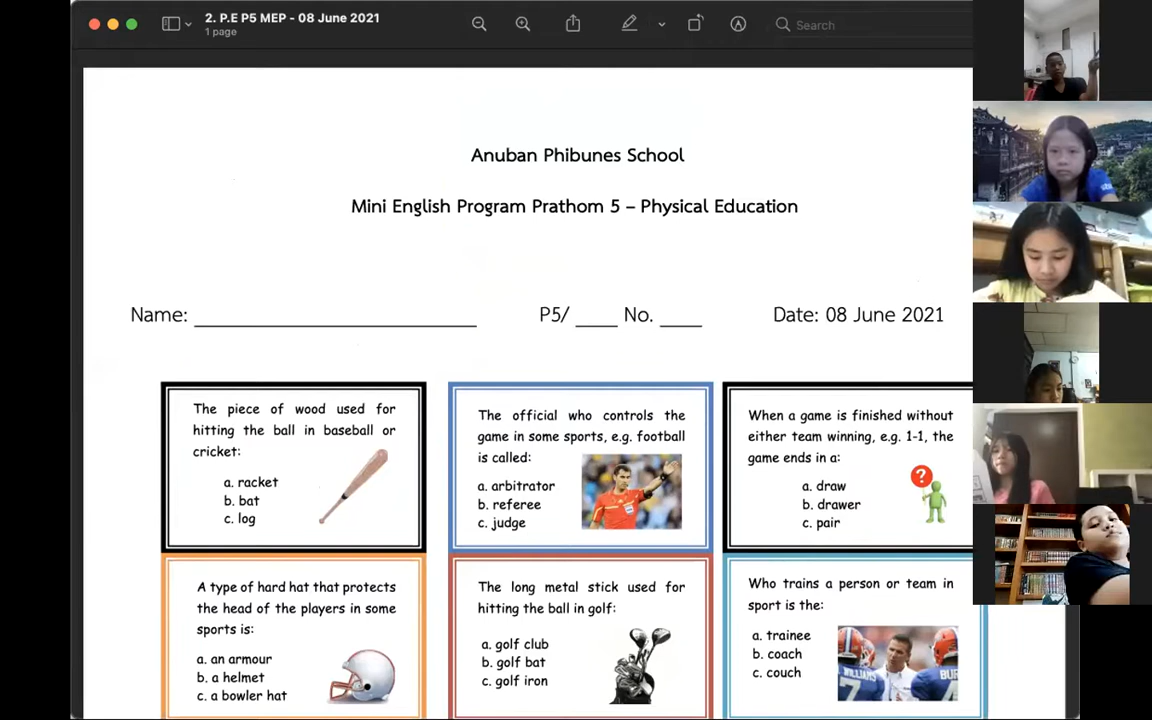 2. P.E P5 MEP - 08 June 2021
1 page
Search
Anuban Phibunes School
Mini English Program Prathom 5 – Physical Education
Name: ____________________ P5/ ____ No. ____ Date: 08 June 2021
The piece of wood used for
hitting the ball in baseball or
cricket:
a. racket
b. bat
c. log
The official who controls the
game in some sports, e.g. football
is called:
a. arbitrator
b. referee
c. judge
When a game is finished without
either team winning, e.g. 1-1, the
game ends in a:
a. draw
b. drawer
c. pair
?
A type of hard hat that protects
the head of the players in some
sports is:
a. an armour
b. a helmet
c. a bowler hat
The long metal stick used for
hitting the ball in golf:
a. golf club
b. golf bat
c. golf iron
Who trains a person or team in
sport is the:
a. trainee
b. coach
c. couch
WILLIAMS
7
BUR